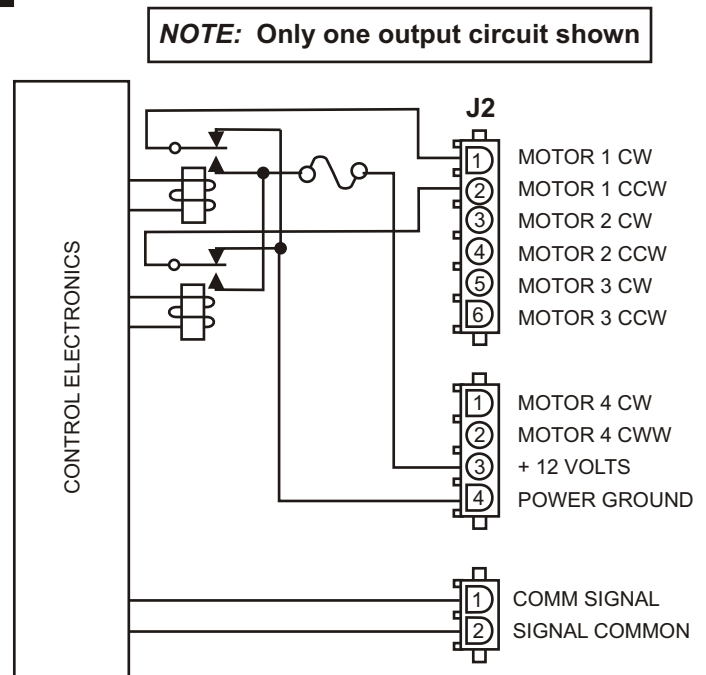 NOTE: Only one output circuit shown
J2
1 MOTOR 1 CW
2 MOTOR 1 CCW
3 MOTOR 2 CW
4 MOTOR 2 CCW
5 MOTOR 3 CW
6 MOTOR 3 CCW
CONTROL ELECTRONICS
1 MOTOR 4 CW
2 MOTOR 4 CWW
3 + 12 VOLTS
4 POWER GROUND
1 COMM SIGNAL
2 SIGNAL COMMON